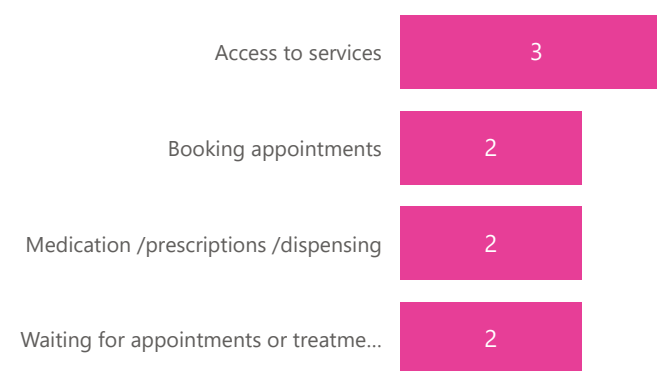 Access to services 3
Booking appointments 2
Medication /prescriptions /dispensing 2
Waiting for appointments or treatme... 2